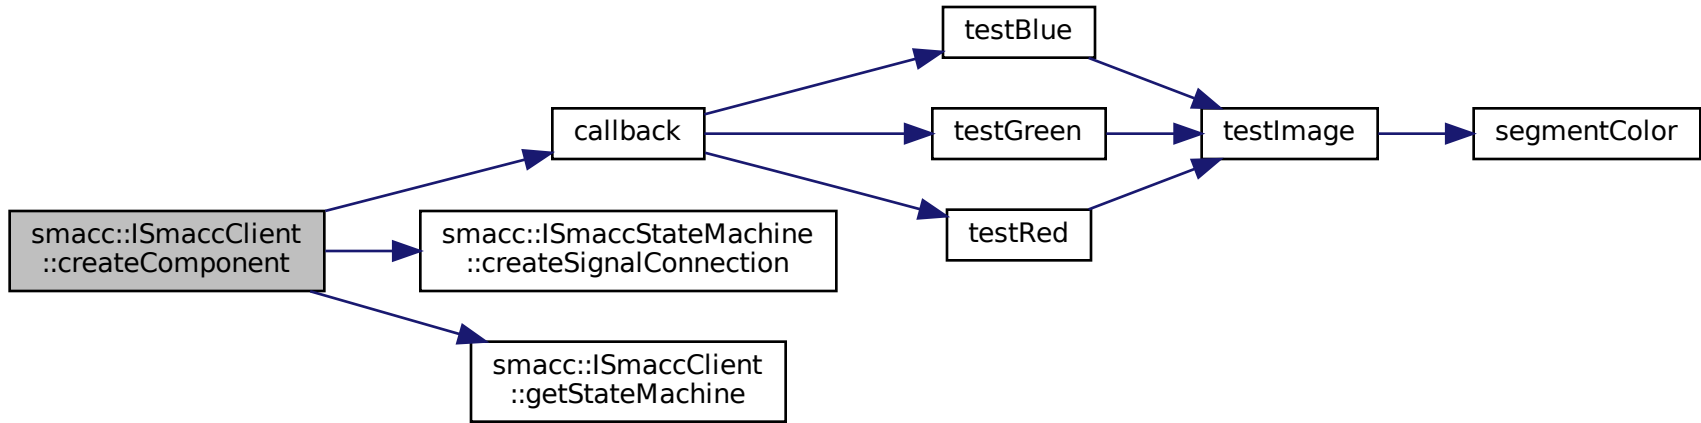 smacc::ISmaccClient
::createComponent
callback
smacc::ISmaccStateMachine
::createSignalConnection
smacc::ISmaccClient
::getStateMachine
testBlue
testGreen
testRed
testImage
segmentColor